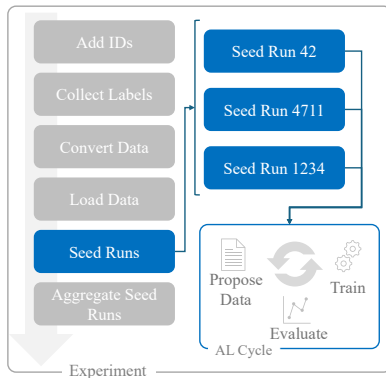 Add IDs
Collect Labels
Convert Data
Load Data
Seed Runs
Aggregate Seed
Runs
Seed Run 42
Seed Run 4711
Seed Run 1234
Propose
Data
Train
Evaluate
AL Cycle
Experiment